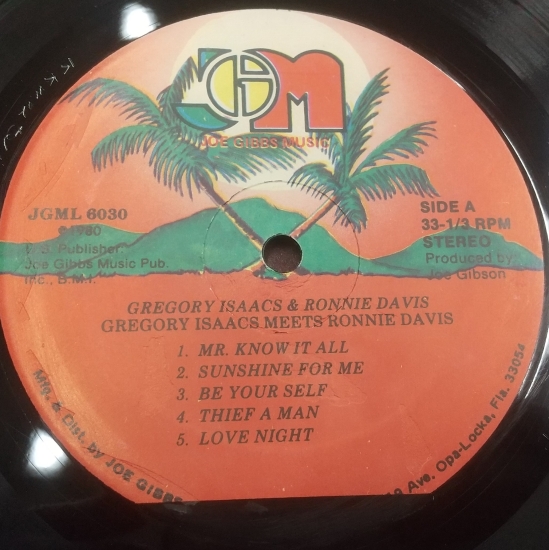 JGM
JOE GIBBS MUSIC
JGML 6030
℗ 1980
U.S. Publisher
Joe Gibbs Music Pub.
Inc., B.M.I.
SIDE A
33-1/3 RPM
STEREO
Produced by
Joe Gibson
GREGORY ISAACS & RONNIE DAVIS
GREGORY ISAACS MEETS RONNIE DAVIS
1. MR. KNOW IT ALL
2. SUNSHINE FOR ME
3. BE YOUR SELF
4. THIEF A MAN
5. LOVE NIGHT
Mfg. & Dist. by JOE GIBBS
Ave. Opa-Locka, Fla. 33054